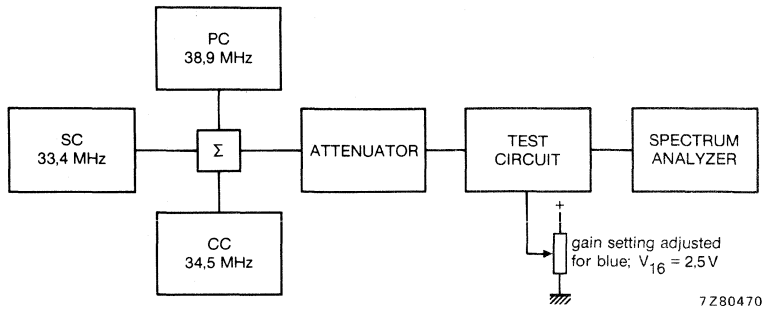 PC
38,9 MHz
SC
33,4 MHz
Σ
ATTENUATOR
TEST
CIRCUIT
SPECTRUM
ANALYZER
CC
34,5 MHz
+
gain setting adjusted
for blue; V16 = 2,5 V
7Z80470